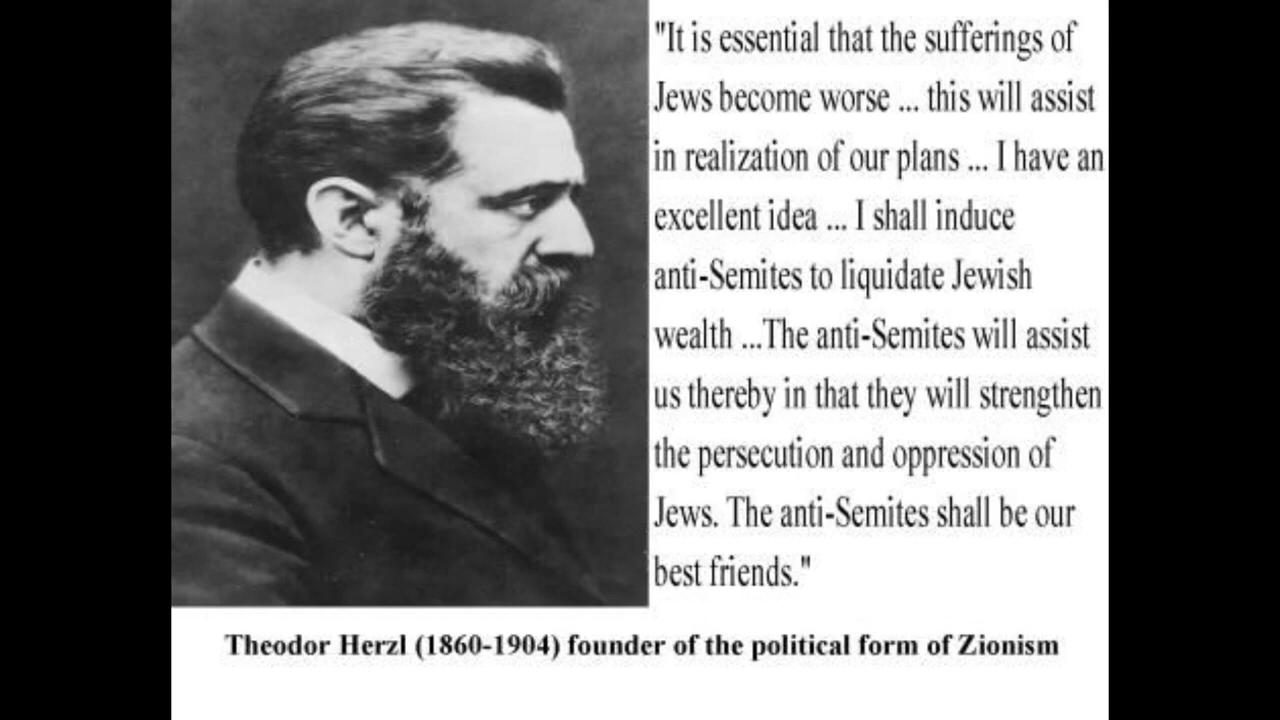 "It is essential that the sufferings of
Jews become worse ... this will assist
in realization of our plans ... I have an
excellent idea ... I shall induce
anti-Semites to liquidate Jewish
wealth ...The anti-Semites will assist
us thereby in that they will strengthen
the persecution and oppression of
Jews. The anti-Semites shall be our
best friends."
Theodor Herzl (1860-1904) founder of the political form of Zionism